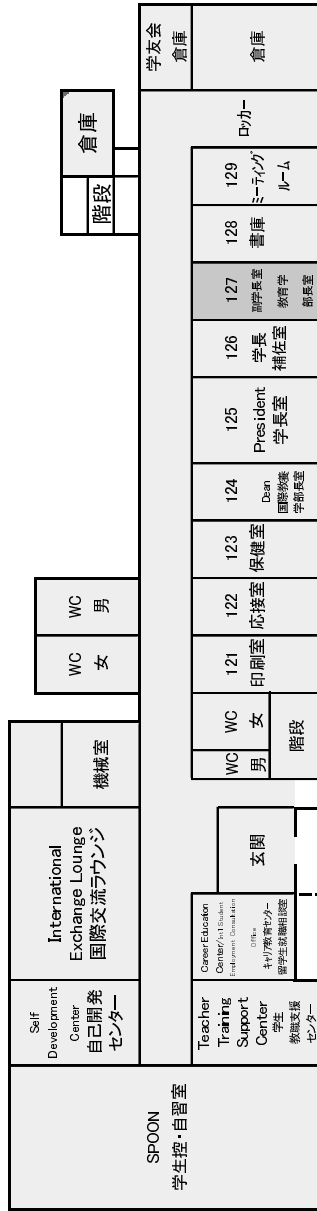 学友会
倉庫
倉庫
ロッカー
倉庫
階段
129
ミーティング
ルーム
128
書庫
127
副学長室
教育学
部長室
126
学長
補佐室
125
President
学長室
124
Dean
国際教養
学部長室
123
保健室
122
応接室
121
印刷室
WC
男
WC
女
WC
女
WC
男
階段
機械室
International
Exchange Lounge
国際交流ラウンジ
玄関
Career Education
Center/Int'l Student
Employment Consultation
Office
キャリア教育センター
留学生就職相談室
Self
Development
Center
自己開発
センター
Teacher
Training
Support
Center
学生
教職支援
センター
SPOON
学生控・自習室